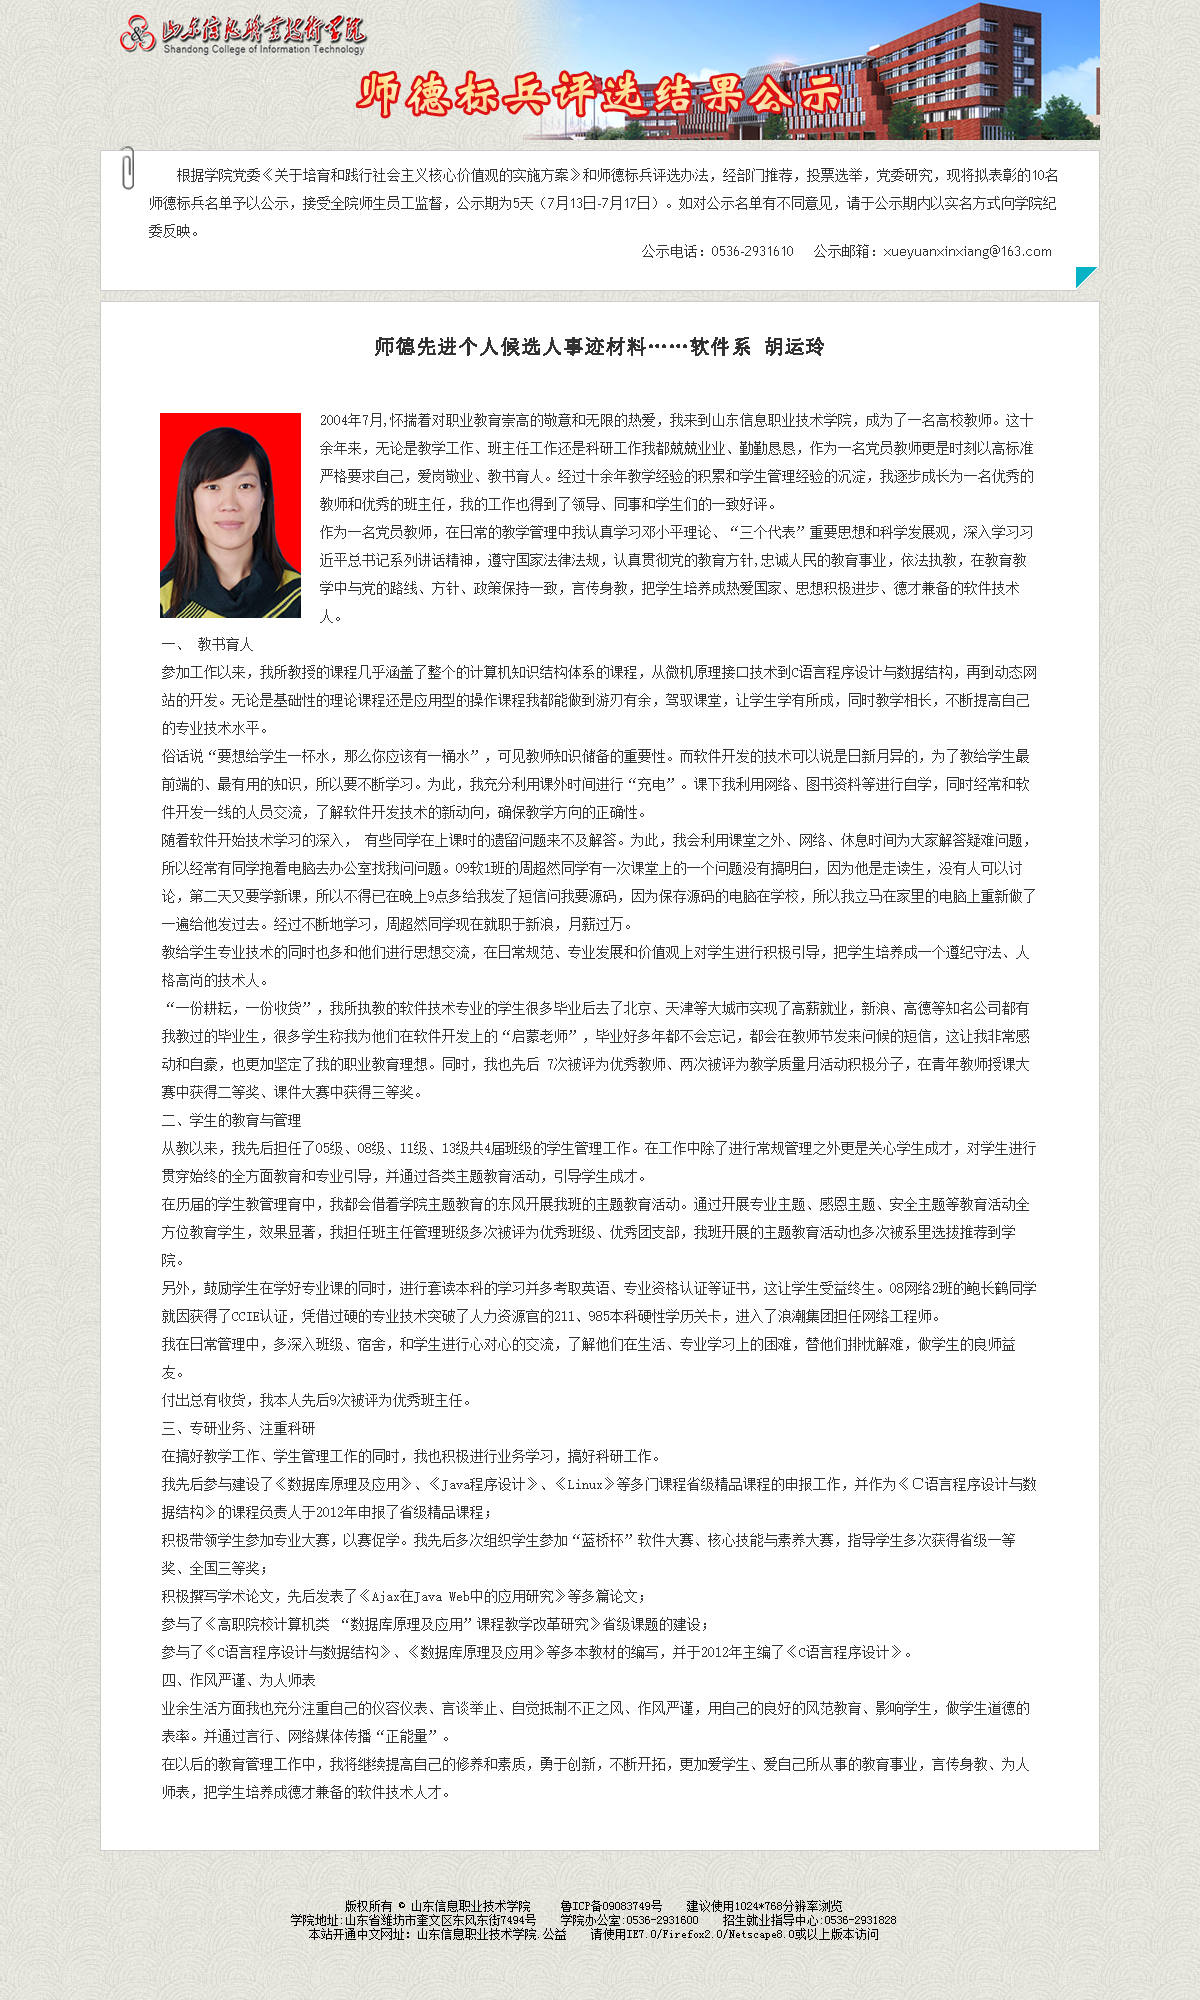 山东信息职业技术学院
Shandong College of Information Technology
师德标兵评选结果公示
根据学院党委《关于培育和践行社会主义核心价值观的实施方案》和师德标兵评选办法，经部门推荐，投票选举，党委研究，现将拟表彰的10名
师德标兵名单予以公示，接受全院师生员工监督，公示期为5天（7月13日-7月17日）。如对公示名单有不同意见，请于公示期内以实名方式向学院纪
委反映。
公示电话：0536-2931610 公示邮箱：xueyuanxinxiang@163.com
师德先进个人候选人事迹材料……软件系 胡运玲
2004年7月,怀揣着对职业教育崇高的敬意和无限的热爱，我来到山东信息职业技术学院，成为了一名高校教师。这十
余年来，无论是教学工作、班主任工作还是科研工作我都兢兢业业、勤勤恳恳，作为一名党员教师更是时刻以高标准
严格要求自己，爱岗敬业、教书育人。经过十余年教学经验的积累和学生管理经验的沉淀，我逐步成长为一名优秀的
教师和优秀的班主任，我的工作也得到了领导、同事和学生们的一致好评。
作为一名党员教师，在日常的教学管理中我认真学习邓小平理论、“三个代表”重要思想和科学发展观，深入学习习
近平总书记系列讲话精神，遵守国家法律法规，认真贯彻党的教育方针,忠诚人民的教育事业，依法执教，在教育教
学中与党的路线、方针、政策保持一致，言传身教，把学生培养成热爱国家、思想积极进步、德才兼备的软件技术
人。
一、 教书育人
参加工作以来，我所教授的课程几乎涵盖了整个的计算机知识结构体系的课程，从微机原理接口技术到C语言程序设计与数据结构，再到动态网
站的开发。无论是基础性的理论课程还是应用型的操作课程我都能做到游刃有余，驾驭课堂，让学生学有所成，同时教学相长，不断提高自己
的专业技术水平。
俗话说“要想给学生一杯水，那么你应该有一桶水”，可见教师知识储备的重要性。而软件开发的技术可以说是日新月异的，为了教给学生最
前端的、最有用的知识，所以要不断学习。为此，我充分利用课外时间进行“充电”。课下我利用网络、图书资料等进行自学，同时经常和软
件开发一线的人员交流，了解软件开发技术的新动向，确保教学方向的正确性。
随着软件开始技术学习的深入， 有些同学在上课时的遗留问题来不及解答。为此，我会利用课堂之外、网络、休息时间为大家解答疑难问题，
所以经常有同学抱着电脑去办公室找我问问题。09软1班的周超然同学有一次课堂上的一个问题没有搞明白，因为他是走读生，没有人可以讨
论，第二天又要学新课，所以不得已在晚上9点多给我发了短信问我要源码，因为保存源码的电脑在学校，所以我立马在家里的电脑上重新做了
一遍给他发过去。经过不断地学习，周超然同学现在就职于新浪，月薪过万。
教给学生专业技术的同时也多和他们进行思想交流，在日常规范、专业发展和价值观上对学生进行积极引导，把学生培养成一个遵纪守法、人
格高尚的技术人。
“一份耕耘，一份收货”，我所执教的软件技术专业的学生很多毕业后去了北京、天津等大城市实现了高薪就业，新浪、高德等知名公司都有
我教过的毕业生，很多学生称我为他们在软件开发上的“启蒙老师”，毕业好多年都不会忘记，都会在教师节发来问候的短信，这让我非常感
动和自豪，也更加坚定了我的职业教育理想。同时，我也先后 7次被评为优秀教师、两次被评为教学质量月活动积极分子，在青年教师授课大
赛中获得二等奖、课件大赛中获得三等奖。
二、学生的教育与管理
从教以来，我先后担任了05级、08级、11级、13级共4届班级的学生管理工作。在工作中除了进行常规管理之外更是关心学生成才，对学生进行
贯穿始终的全方面教育和专业引导，并通过各类主题教育活动，引导学生成才。
在历届的学生教管理育中，我都会借着学院主题教育的东风开展我班的主题教育活动。通过开展专业主题、感恩主题、安全主题等教育活动全
方位教育学生，效果显著，我担任班主任管理班级多次被评为优秀班级、优秀团支部，我班开展的主题教育活动也多次被系里选拔推荐到学
院。
另外，鼓励学生在学好专业课的同时，进行套读本科的学习并多考取英语、专业资格认证等证书，这让学生受益终生。08网络2班的鲍长鹤同学
就因获得了CCIE认证，凭借过硬的专业技术突破了人力资源官的211、985本科硬性学历关卡，进入了浪潮集团担任网络工程师。
我在日常管理中，多深入班级、宿舍，和学生进行心对心的交流，了解他们在生活、专业学习上的困难，替他们排忧解难，做学生的良师益
友。
付出总有收货，我本人先后9次被评为优秀班主任。
三、专研业务、注重科研
在搞好教学工作、学生管理工作的同时，我也积极进行业务学习，搞好科研工作。
我先后参与建设了《数据库原理及应用》、《Java程序设计》、《Linux》等多门课程省级精品课程的申报工作，并作为《Ｃ语言程序设计与数
据结构》的课程负责人于2012年申报了省级精品课程；
积极带领学生参加专业大赛，以赛促学。我先后多次组织学生参加“蓝桥杯”软件大赛、核心技能与素养大赛，指导学生多次获得省级一等
奖、全国三等奖；
积极撰写学术论文，先后发表了《Ajax在Java Web中的应用研究》等多篇论文；
参与了《高职院校计算机类 “数据库原理及应用”课程教学改革研究》省级课题的建设；
参与了《C语言程序设计与数据结构》、《数据库原理及应用》等多本教材的编写，并于2012年主编了《C语言程序设计》。
四、作风严谨、为人师表
业余生活方面我也充分注重自己的仪容仪表、言谈举止、自觉抵制不正之风、作风严谨，用自己的良好的风范教育、影响学生，做学生道德的
表率。并通过言行、网络媒体传播“正能量”。
在以后的教育管理工作中，我将继续提高自己的修养和素质，勇于创新，不断开拓，更加爱学生、爱自己所从事的教育事业，言传身教、为人
师表，把学生培养成德才兼备的软件技术人才。
版权所有 © 山东信息职业技术学院 鲁ICP备09083749号 建议使用1024*768分辨率浏览
学院地址:山东省潍坊市奎文区东风东街7494号 学院办公室:0536-2931600 招生就业指导中心:0536-2931828
本站开通中文网址：山东信息职业技术学院.公益 请使用IE7.0/Firefox2.0/Netscape8.0或以上版本访问